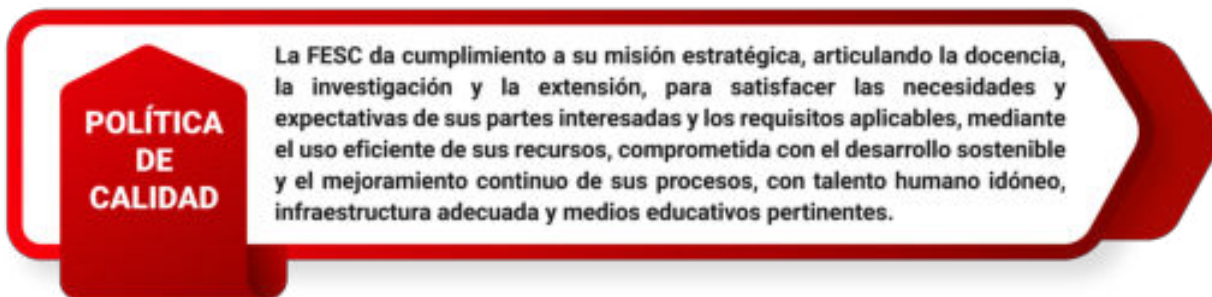 POLÍTICA
DE
CALIDAD
La FESC da cumplimiento a su misión estratégica, articulando la docencia,
la investigación y la extensión, para satisfacer las necesidades y
expectativas de sus partes interesadas y los requisitos aplicables, mediante
el uso eficiente de sus recursos, comprometida con el desarrollo sostenible
y el mejoramiento continuo de sus procesos, con talento humano idóneo,
infraestructura adecuada y medios educativos pertinentes.